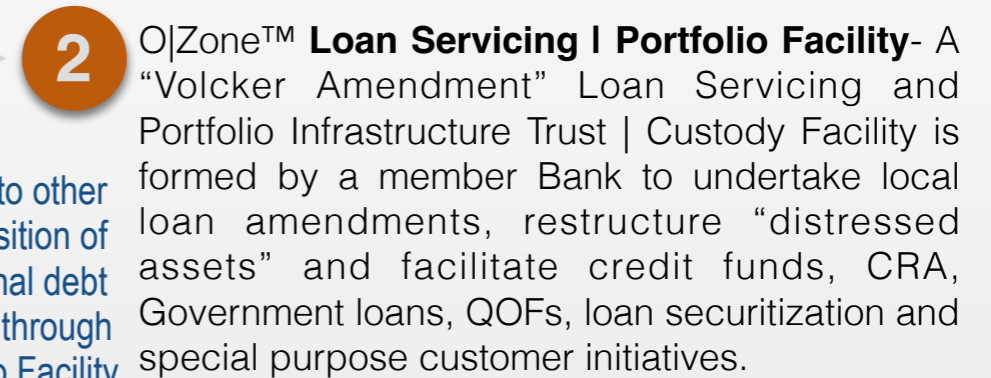 2
O|Zone™ Loan Servicing | Portfolio Facility- A
"Volcker Amendment" Loan Servicing and
Portfolio Infrastructure Trust | Custody Facility is
formed by a member Bank to undertake local
loan amendments, restructure "distressed
assets" and facilitate credit funds, CRA,
Government loans, QOFs, loan securitization and
special purpose customer initiatives.
to other
sition of
nal debt
through
o Facility